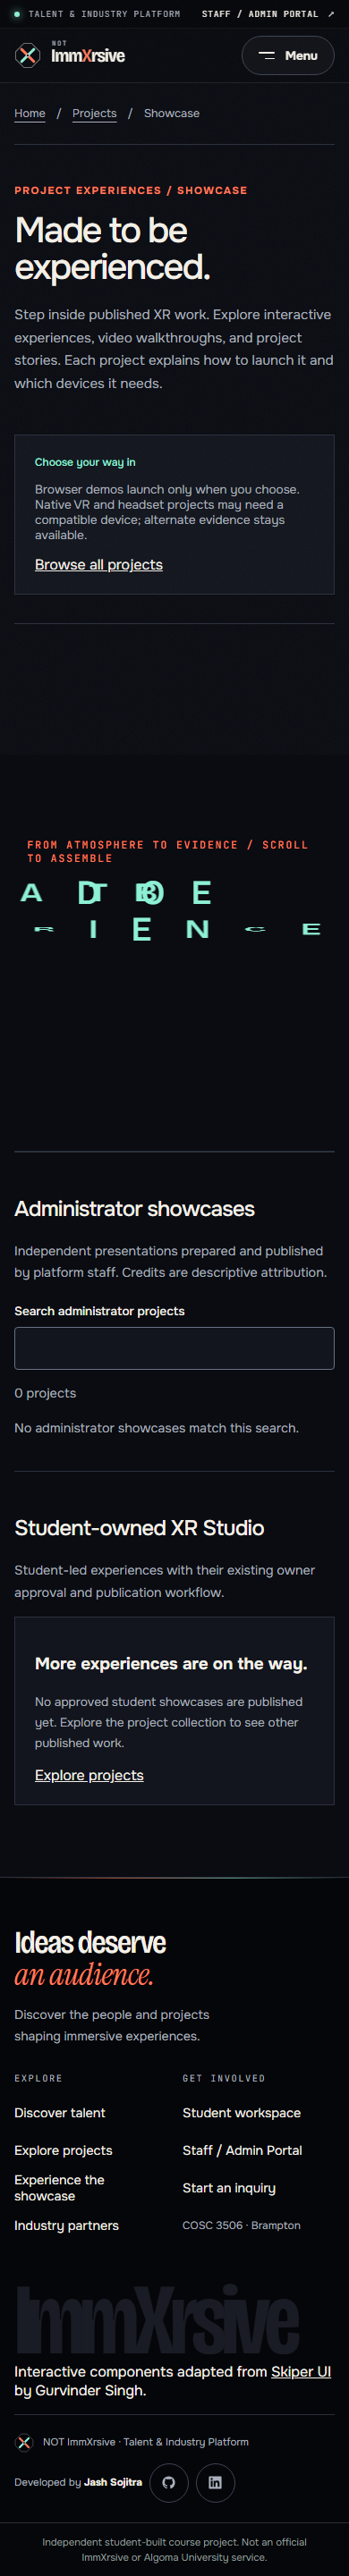 TALENT & INDUSTRY PLATFORM STAFF / ADMIN PORTAL ↗
NOT
ImmXrsive
Menu
Home / Projects / Showcase
PROJECT EXPERIENCES / SHOWCASE
Made to be
experienced.
Step inside published XR work. Explore interactive
experiences, video walkthroughs, and project
stories. Each project explains how to launch it and
which devices it needs.
Choose your way in
Browser demos launch only when you choose.
Native VR and headset projects may need a
compatible device; alternate evidence stays
available.
Browse all projects
FROM ATMOSPHERE TO EVIDENCE / SCROLL
TO ASSEMBLE
R I E N C E
Administrator showcases
Independent presentations prepared and published
by platform staff. Credits are descriptive attribution.
Search administrator projects
0 projects
No administrator showcases match this search.
Student-owned XR Studio
Student-led experiences with their existing owner
approval and publication workflow.
More experiences are on the way.
No approved student showcases are published
yet. Explore the project collection to see other
published work.
Explore projects
Ideas deserve
an audience.
Discover the people and projects
shaping immersive experiences.
EXPLORE
Discover talent
Explore projects
Experience the
showcase
Industry partners
GET INVOLVED
Student workspace
Staff / Admin Portal
Start an inquiry
COSC 3506 · Brampton
ImmXrsive
Interactive components adapted from Skiper UI
by Gurvinder Singh.
NOT ImmXrsive · Talent & Industry Platform
Developed by Jash Sojitra
Independent student-built course project. Not an official
ImmXrsive or Algoma University service.